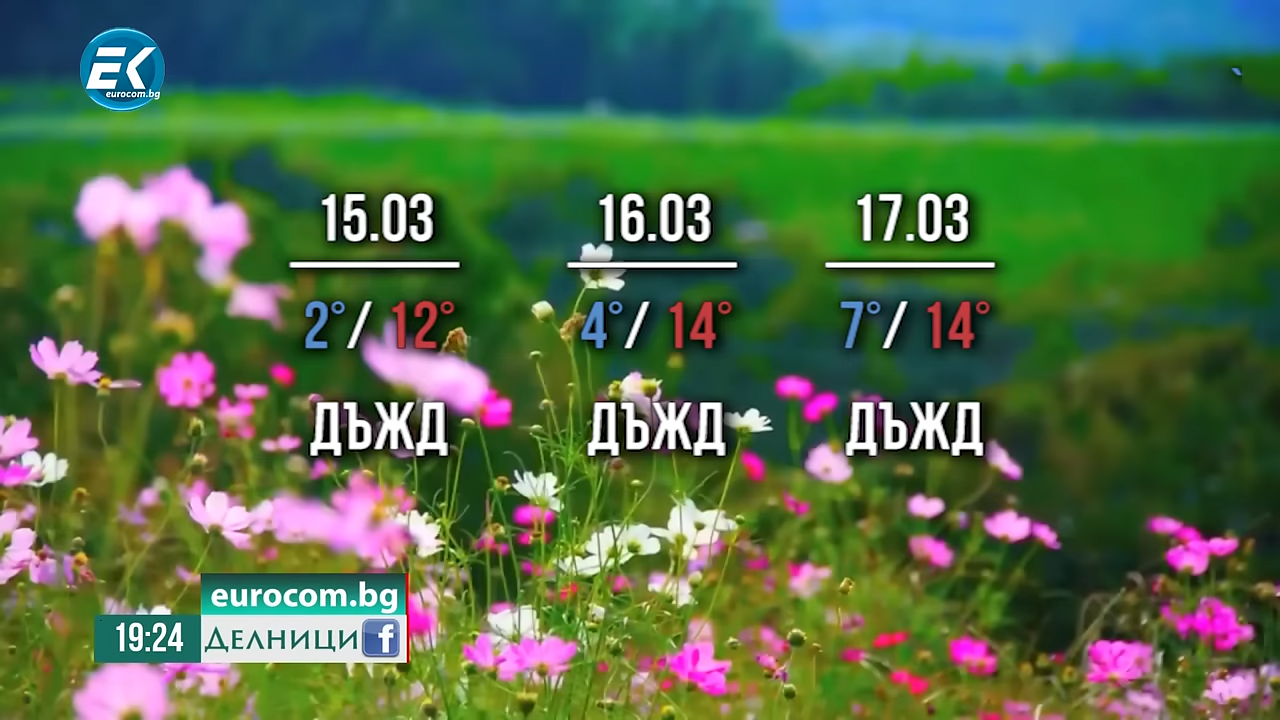 EK
eurocom.bg
15.03
16.03
17.03
2°/ 12°
4°/ 14°
7°/ 14°
ДЪЖД
ДЪЖД
ДЪЖД
eurocom.bg
19:24
Делници f